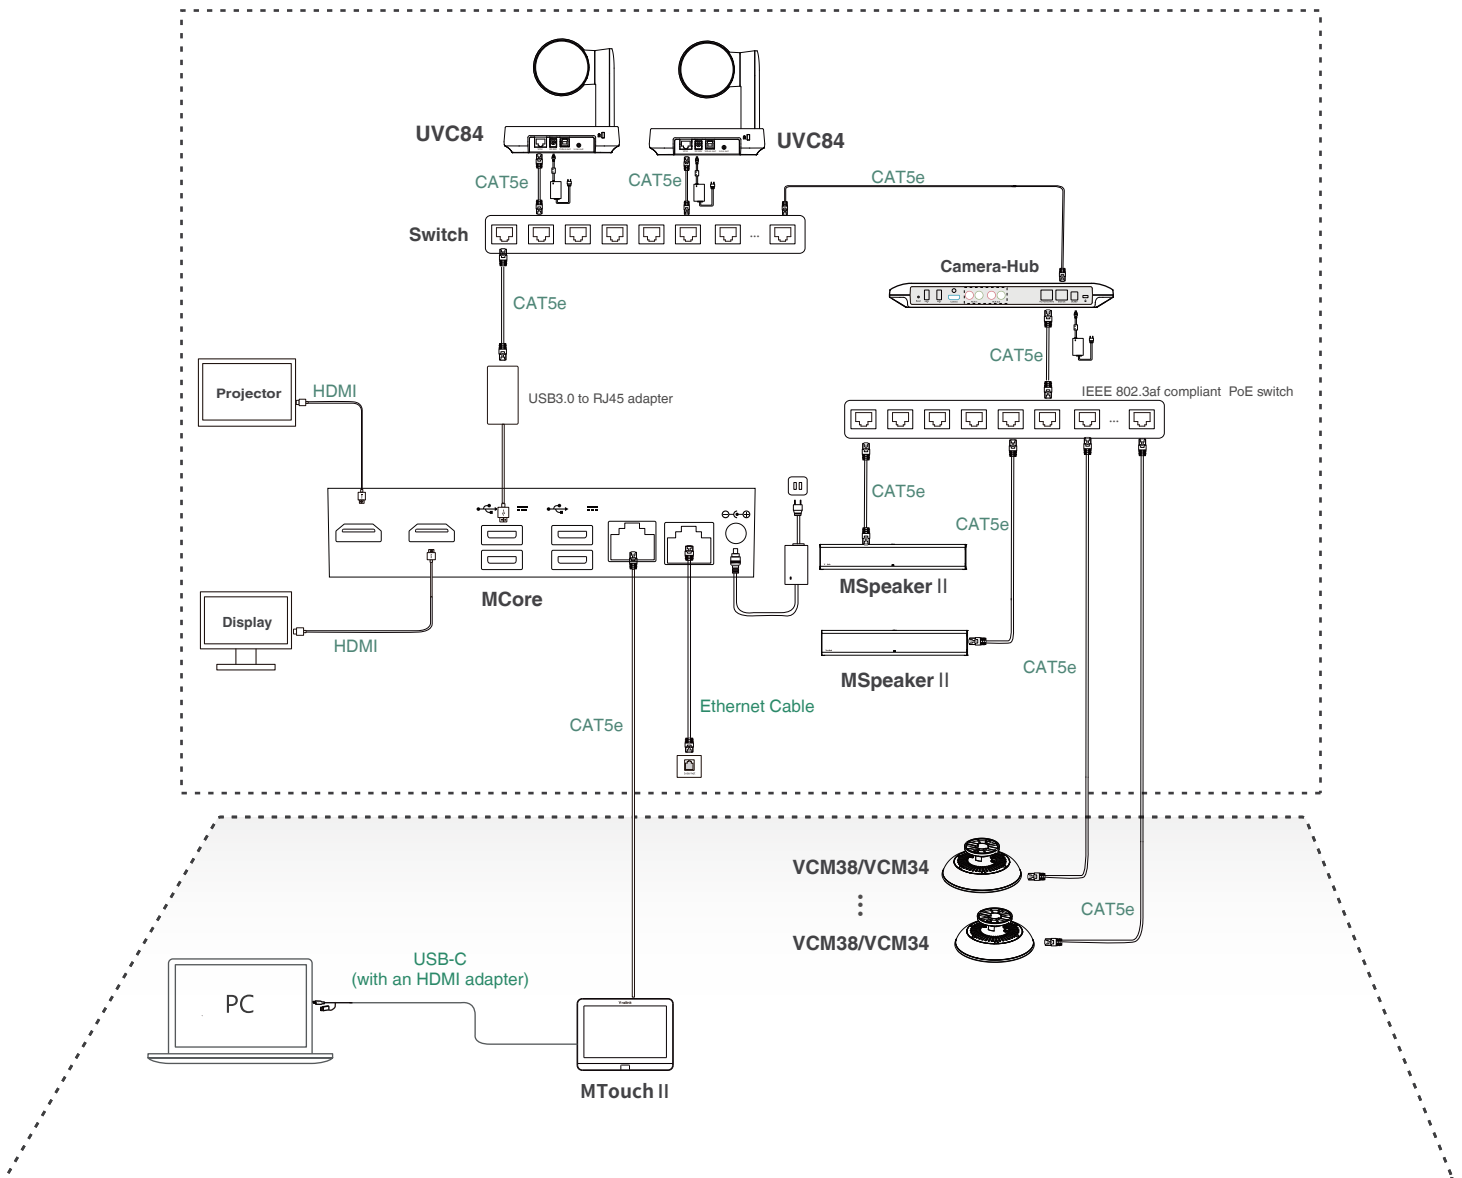 UVC84
UVC84
CAT5e
CAT5e
CAT5e
Switch
Camera-Hub
CAT5e
CAT5e
Projector
HDMI
USB3.0 to RJ45 adapter
IEEE 802.3af compliant PoE switch
CAT5e
CAT5e
MCore
MSpeaker II
Display
HDMI
CAT5e
MSpeaker II
Ethernet Cable
CAT5e
VCM38/VCM34
CAT5e
VCM38/VCM34
USB-C
(with an HDMI adapter)
PC
Yealink
MTouch II